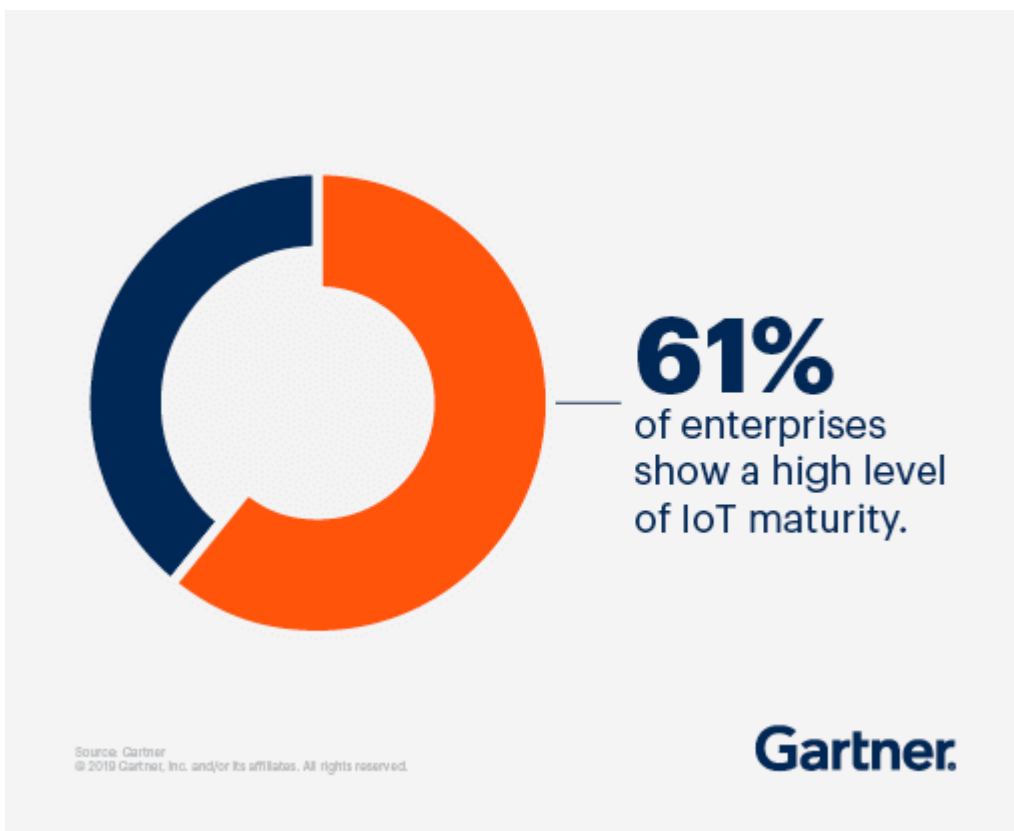 61%
of enterprises
show a high level
of IoT maturity.
Source: Gartner
© 2019 Gartner, Inc. and/or its affiliates. All rights reserved.
Gartner.